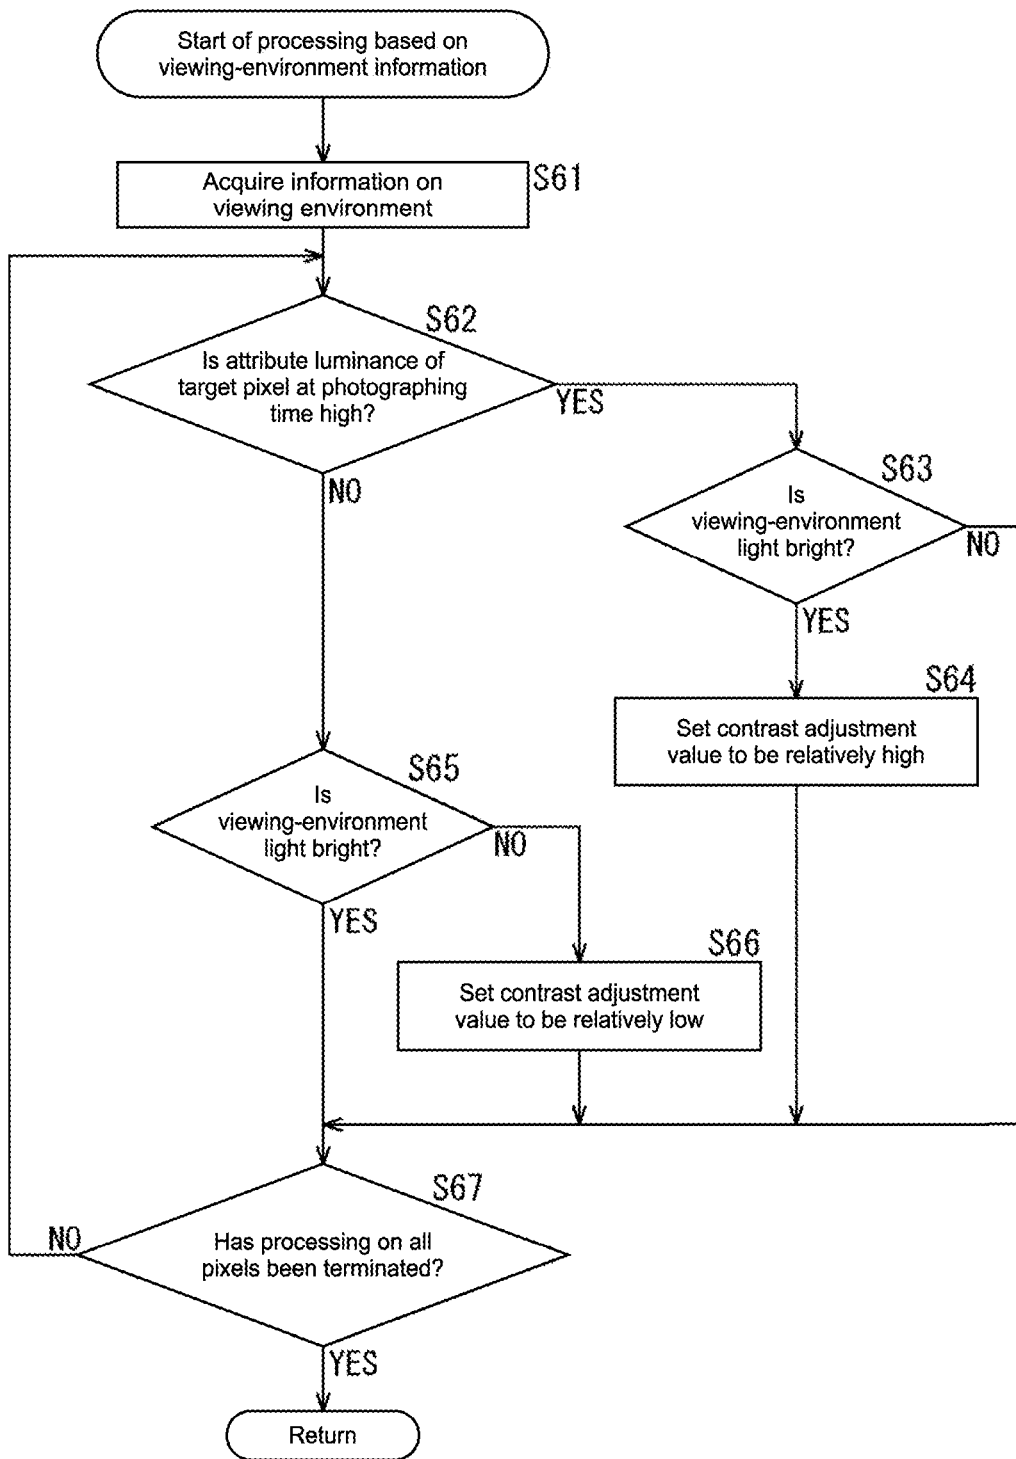 Start of processing based on
viewing-environment information
Acquire information on
viewing environment
S61
S62
Is attribute luminance of
target pixel at photographing
time high?
YES
NO
S63
Is
viewing-environment
light bright?
NO
YES
S64
Set contrast adjustment
value to be relatively high
S65
Is
viewing-environment
light bright?
NO
YES
S66
Set contrast adjustment
value to be relatively low
S67
Has processing on all
pixels been terminated?
NO
YES
Return